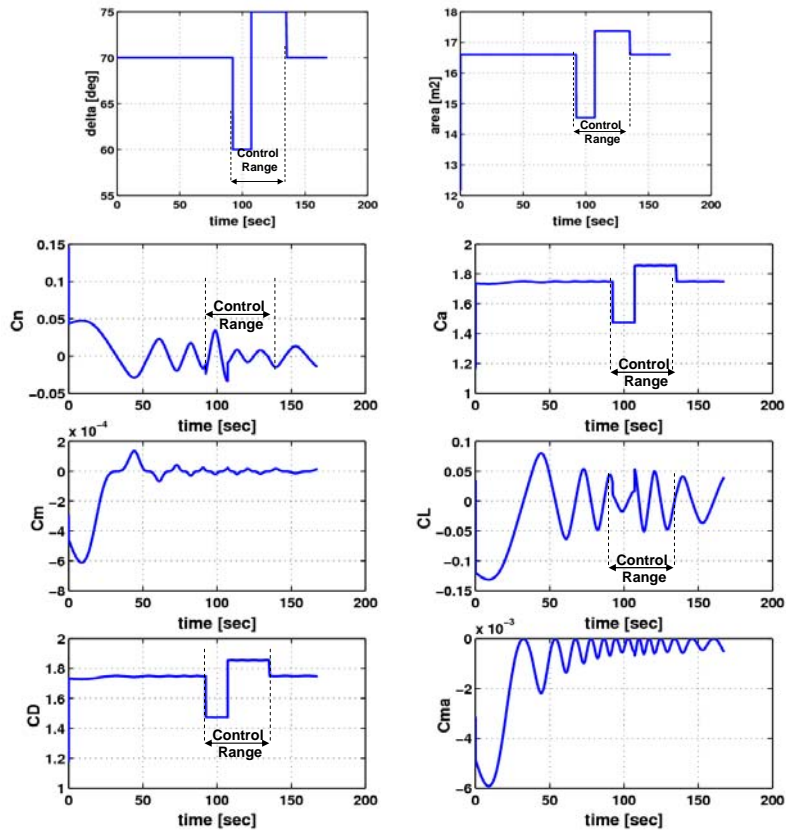 75
70
65
60
55
delta [deg]
Control
Range
0 50 100 150 200
time [sec]
18
17
16
15
14
13
12
area [m2]
Control
Range
0 50 100 150 200
time [sec]
0.15
0.1
0.05
0
−0.05
Cn
Control
Range
0 50 100 150 200
time [sec]
2
1.8
1.6
1.4
1.2
1
Ca
Control
Range
0 50 100 150 200
time [sec]
x 10−4
2
0
−2
−4
−6
−8
Cm
0 50 100 150 200
time [sec]
0.1
0.05
0
−0.05
−0.1
−0.15
CL
Control
Range
0 50 100 150 200
time [sec]
2
1.8
1.6
1.4
1.2
1
CD
Control
Range
0 50 100 150 200
time [sec]
x 10−3
0
−2
−4
−6
Cma
0 50 100 150 200
time [sec]